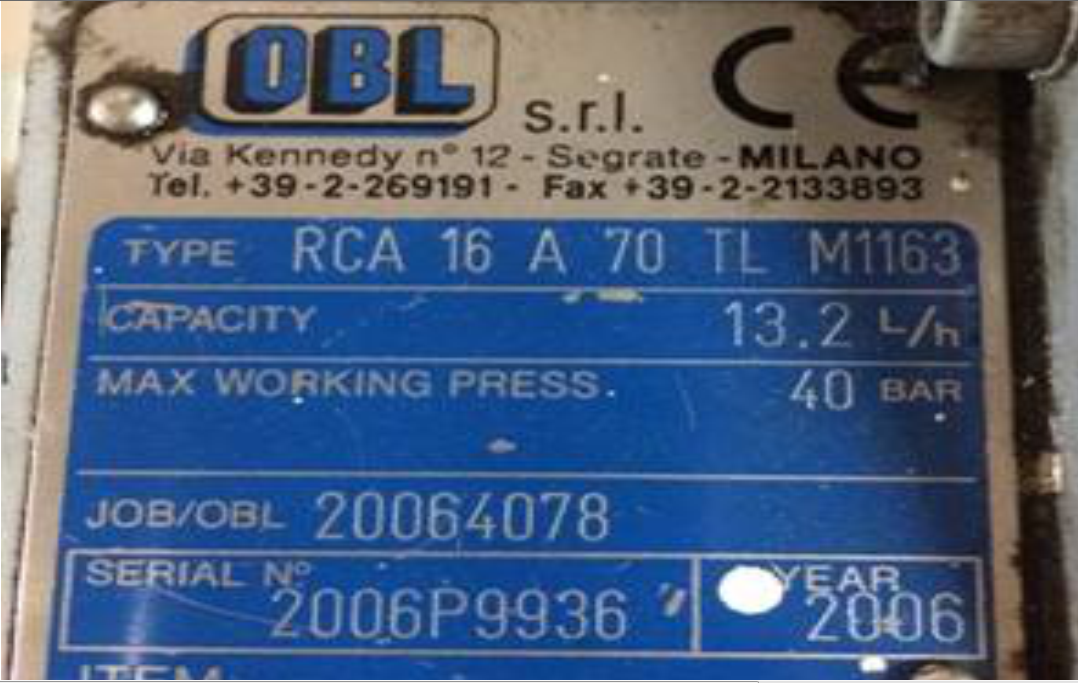 OBL s.r.l. CE
Via Kennedy n° 12 - Segrate - MILANO
Tel. +39-2-269191 - Fax +39-2-2133893
TYPE RCA 16 A 70 TL M1163
CAPACITY 13.2 L/h
MAX WORKING PRESS. 40 BAR
JOB/OBL 20064078
SERIAL N° YEAR
2006P9936 2006
ITEM